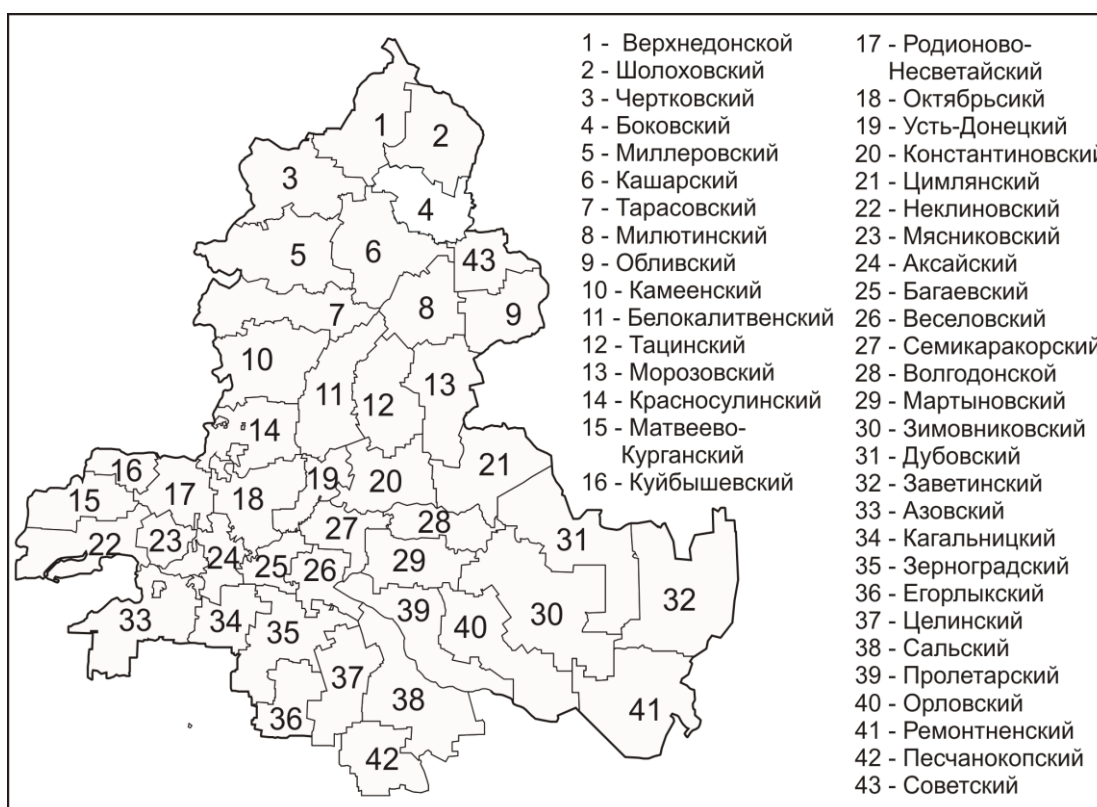 1 - Верхнедонской
2 - Шолоховский
3 - Чертковский
4 - Боковский
5 - Миллеровский
6 - Кашарский
7 - Тарасовский
8 - Милютинский
9 - Обливский
10 - Камеенский
11 - Белокалитвенский
12 - Тацинский
13 - Морозовский
14 - Красносулинский
15 - Матвеево-
Курганский
16 - Куйбышевский
17 - Родионово-
Несветайский
18 - Октябрьсикй
19 - Усть-Донецкий
20 - Константиновский
21 - Цимлянский
22 - Неклиновский
23 - Мясниковский
24 - Аксайский
25 - Багаевский
26 - Веселовский
27 - Семикаракорский
28 - Волгодонской
29 - Мартыновский
30 - Зимовниковский
31 - Дубовский
32 - Заветинский
33 - Азовский
34 - Кагальницкий
35 - Зерноградский
36 - Егорлыкский
37 - Целинский
38 - Сальский
39 - Пролетарский
40 - Орловский
41 - Ремонтненский
42 - Песчанокопский
43 - Советский
1
2
3
4
5
6
43
8
9
7
10
11
12
13
14
16
15
17
18
19
20
21
22
23
24
25
26
27
28
29
31
30
32
33
34
35
39
40
36
37
38
41
42